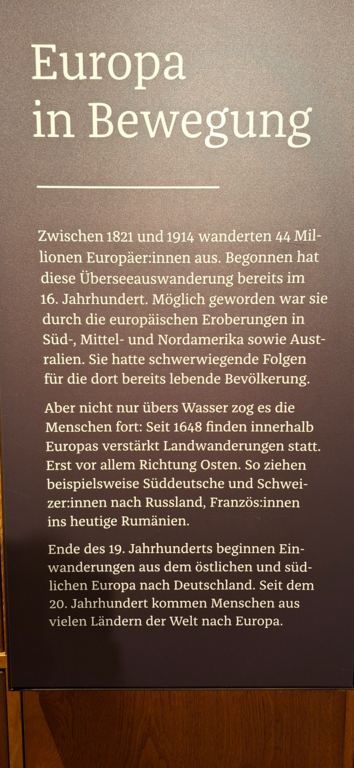 Europa
in Bewegung
Zwischen 1821 und 1914 wanderten 44 Mil-
lionen Europäer:innen aus. Begonnen hat
diese Überseeauswanderung bereits im
16. Jahrhundert. Möglich geworden war sie
durch die europäischen Eroberungen in
Süd-, Mittel- und Nordamerika sowie Aust-
ralien. Sie hatte schwerwiegende Folgen
für die dort bereits lebende Bevölkerung.
Aber nicht nur übers Wasser zog es die
Menschen fort: Seit 1648 finden innerhalb
Europas verstärkt Landwanderungen statt.
Erst vor allem Richtung Osten. So ziehen
beispielsweise Süddeutsche und Schwei-
zer:innen nach Russland, Französ:innen
ins heutige Rumänien.
Ende des 19. Jahrhunderts beginnen Ein-
wanderungen aus dem östlichen und süd-
lichen Europa nach Deutschland. Seit dem
20. Jahrhundert kommen Menschen aus
vielen Ländern der Welt nach Europa.